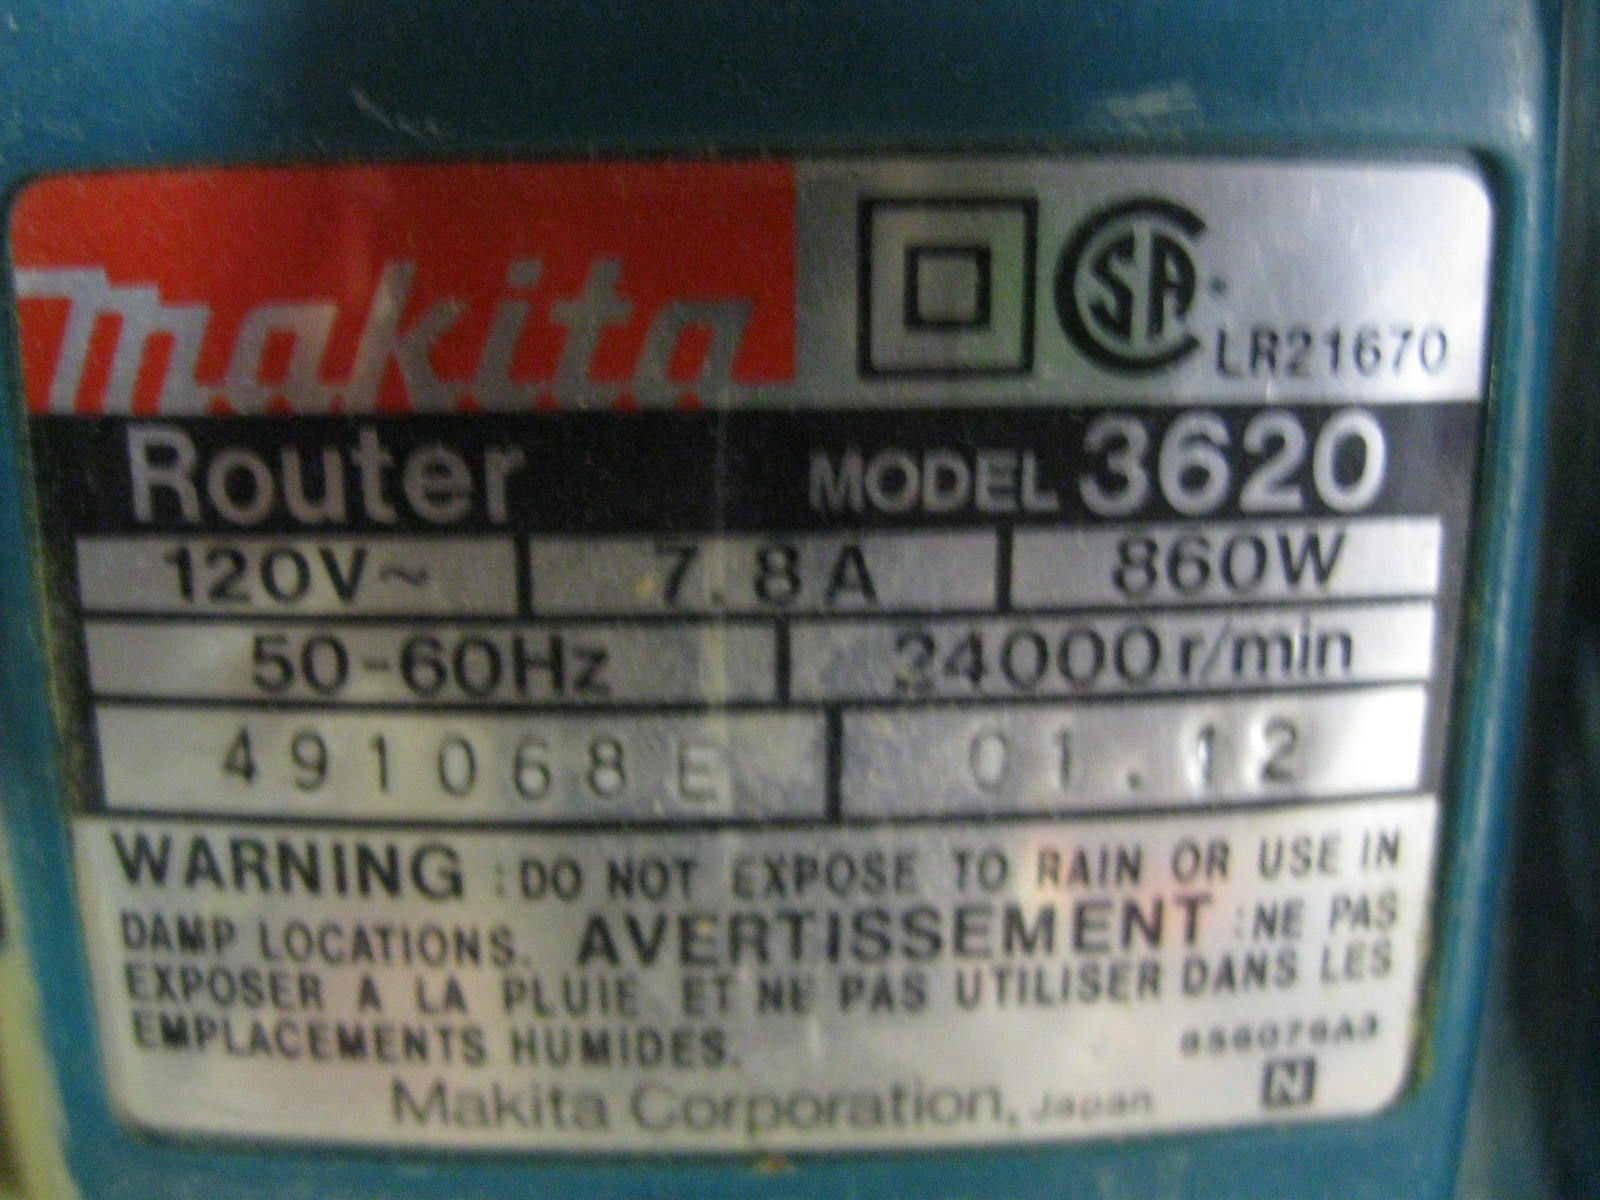 makita
SA
LR21670
Router MODEL 3620
120V~ 7.8A 860W
50-60Hz 24000r/min
491068E 01.12
WARNING : DO NOT EXPOSE TO RAIN OR USE IN
DAMP LOCATIONS. AVERTISSEMENT : NE PAS
EXPOSER A LA PLUIE ET NE PAS UTILISER DANS LES
EMPLACEMENTS HUMIDES.
N
Makita Corporation, Japan